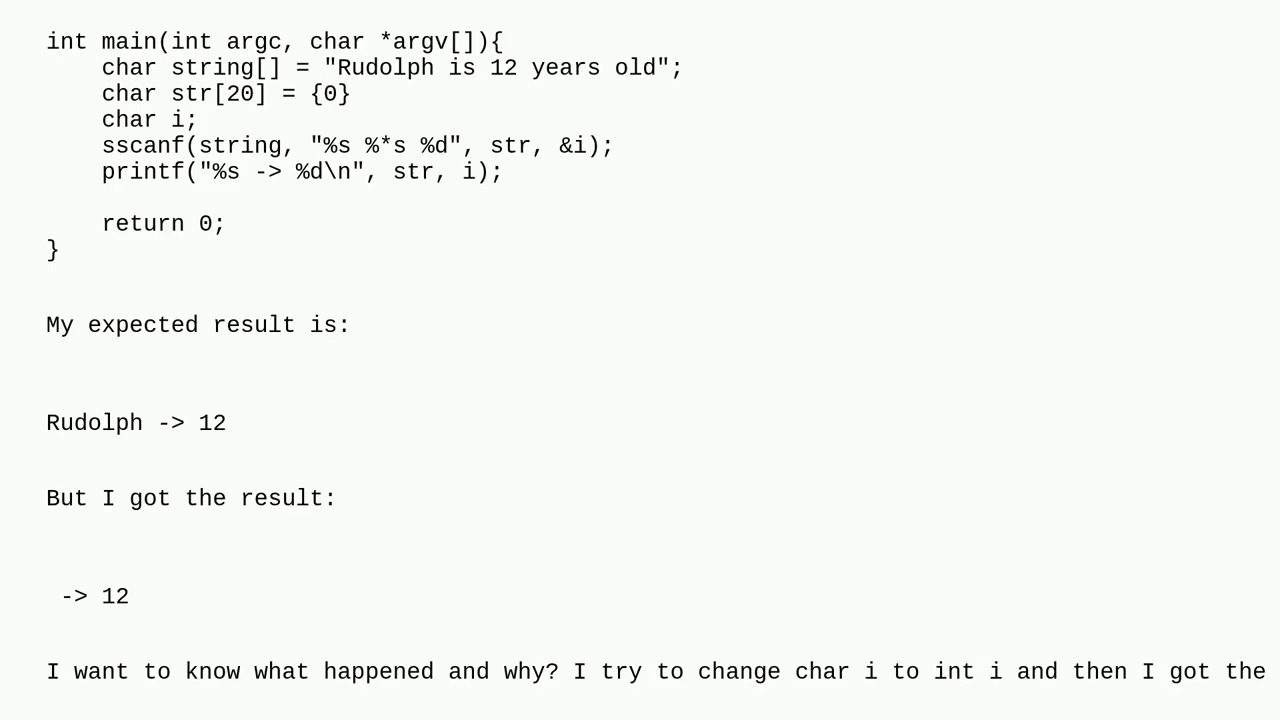 int main(int argc, char *argv[]){
    char string[] = "Rudolph is 12 years old";
    char str[20] = {0}
    char i;
    sscanf(string, "%s %*s %d", str, &i);
    printf("%s -> %d\n", str, i);
    return 0;
}
My expected result is:
Rudolph -> 12
But I got the result:
 -> 12
I want to know what happened and why? I try to change char i to int i and then I got the